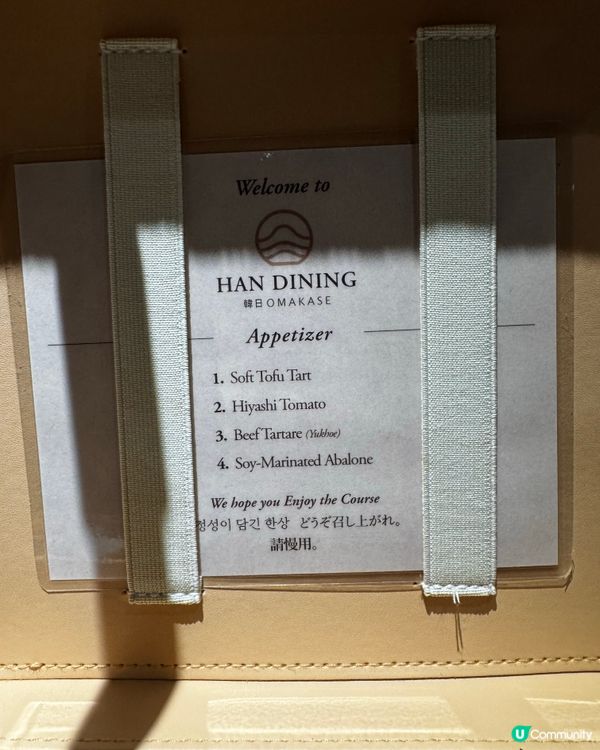 Welcome to
HAN DINING
韓日OMAKASE
Appetizer
1. Soft Tofu Tart
2. Hiyashi Tomato
3. Beef Tartare (Yukhoe)
4. Soy-Marinated Abalone
We hope you Enjoy the Course
정성이 담긴 한상 どうぞ召し上がれ。
請慢用。
U Community